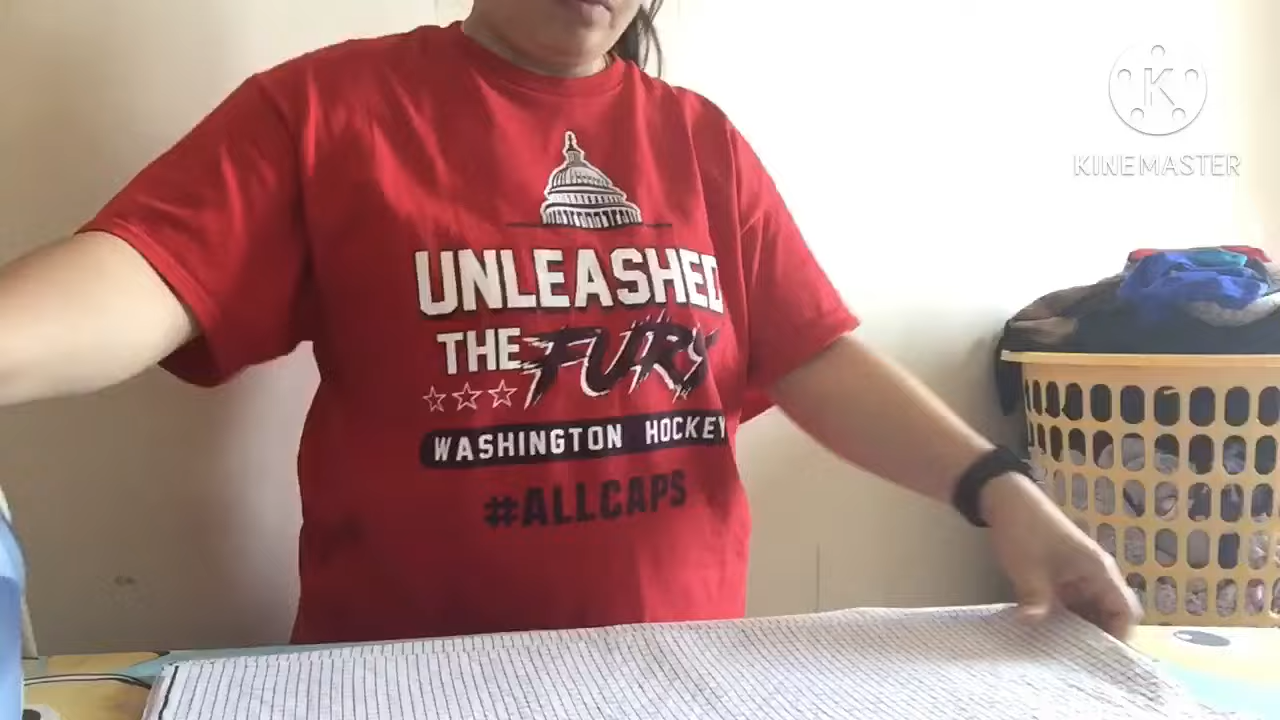 K
KINEMASTER
UNLEASHED
THE FURY
WASHINGTON HOCKEY
#ALLCAPS